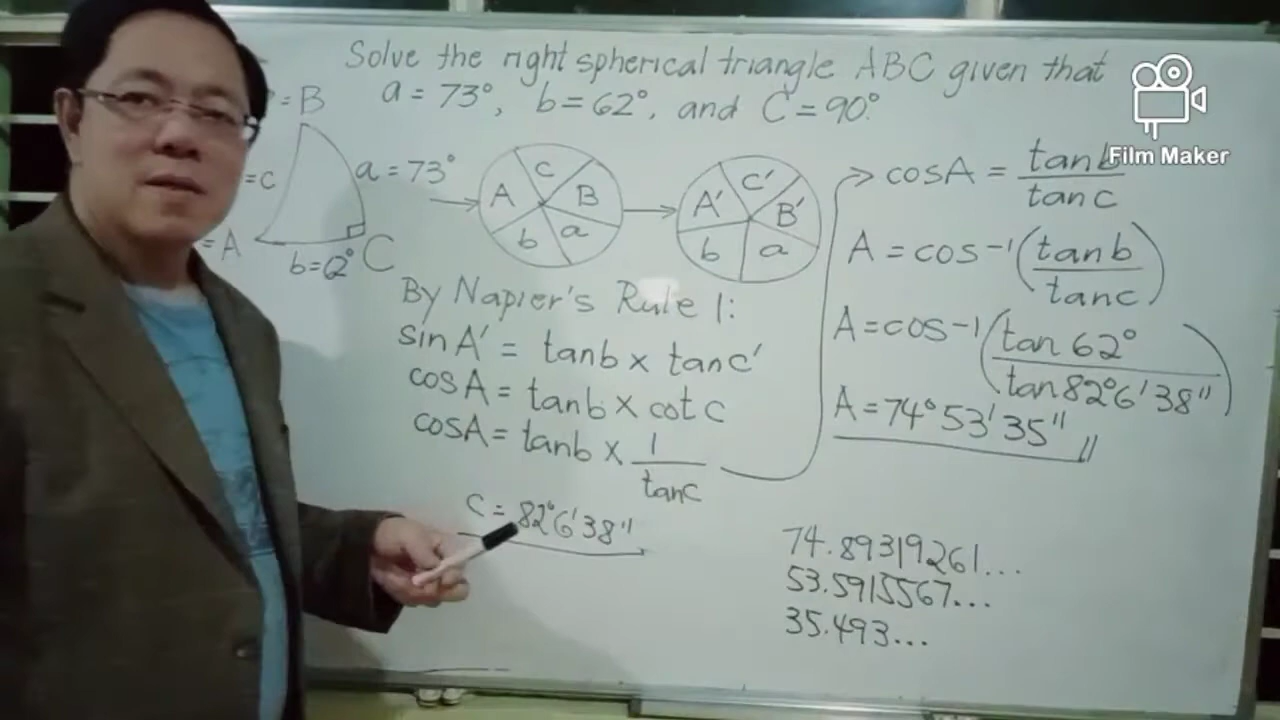 Solve the right spherical triangle ABC given that
a = 73°, b = 62°, and C = 90°.
= B
a = 73°
= c
= A
b = 62°
C
A
c
B
b
a
A'
c'
B'
b
a
By Napier's Rule 1:
sin A' = tan b x tan c'
cos A = tan b x cot c
cos A = tan b x 1
tan c
c = 82°6'38"
cos A = tan b
tan c
A = cos-1(tan b)
tan c
A = cos-1(tan 62°)
tan 82°6'38"
A = 74°53'35"
74.89319261...
53.5915567...
35.493...
Film Maker